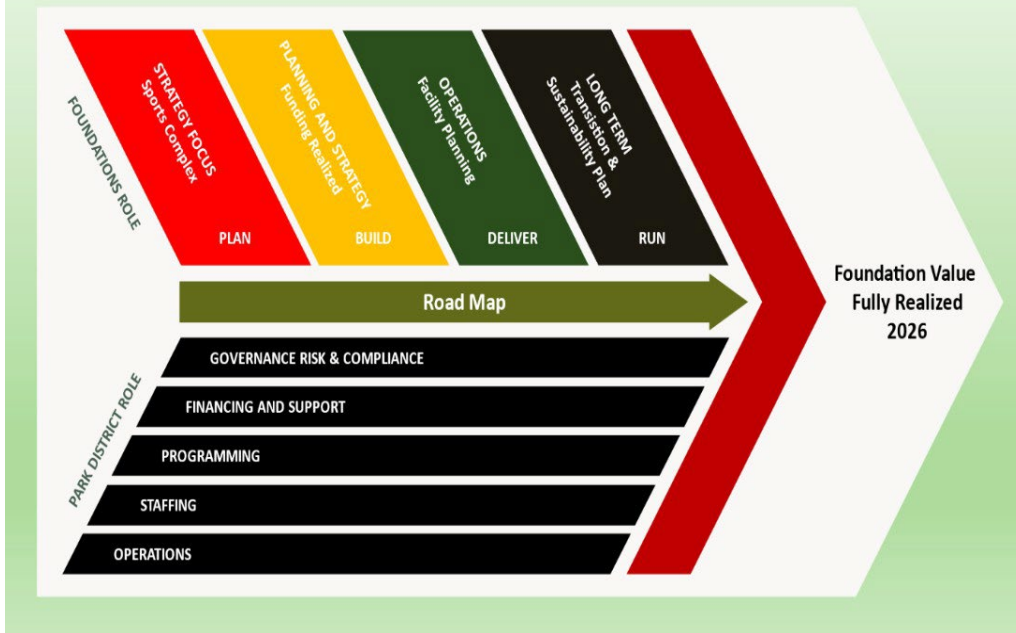 FOUNDATIONS ROLE
STRATEGY FOCUS
Sports Complex
PLAN
PLANNING AND STRATEGY
Funding Realized
BUILD
OPERATIONS
Facility Planning
DELIVER
LONG TERM
Transistion &
Sustainability Plan
RUN
Road Map
Foundation Value
Fully Realized
2026
PARK DISTRICT ROLE
GOVERNANCE RISK & COMPLIANCE
FINANCING AND SUPPORT
PROGRAMMING
STAFFING
OPERATIONS